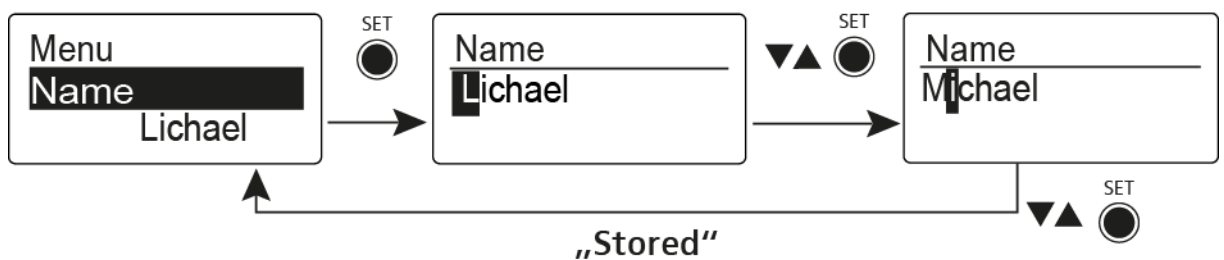 Menu
Name
Lichael
SET
Name
Lichael
SET
Name
Michael
SET
„Stored“